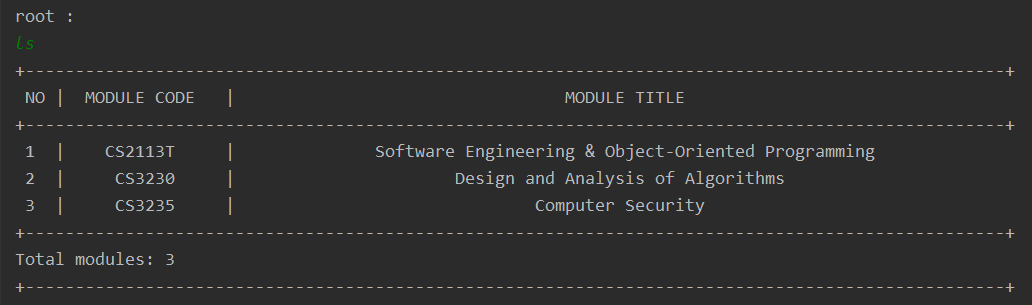 root :
ls
+--------------------------------------------------------------------------------------------------+
NO | MODULE CODE | MODULE TITLE
+--------------------------------------------------------------------------------------------------+
1 | CS2113T | Software Engineering & Object-Oriented Programming
2 | CS3230 | Design and Analysis of Algorithms
3 | CS3235 | Computer Security
+--------------------------------------------------------------------------------------------------+
Total modules: 3
+--------------------------------------------------------------------------------------------------+